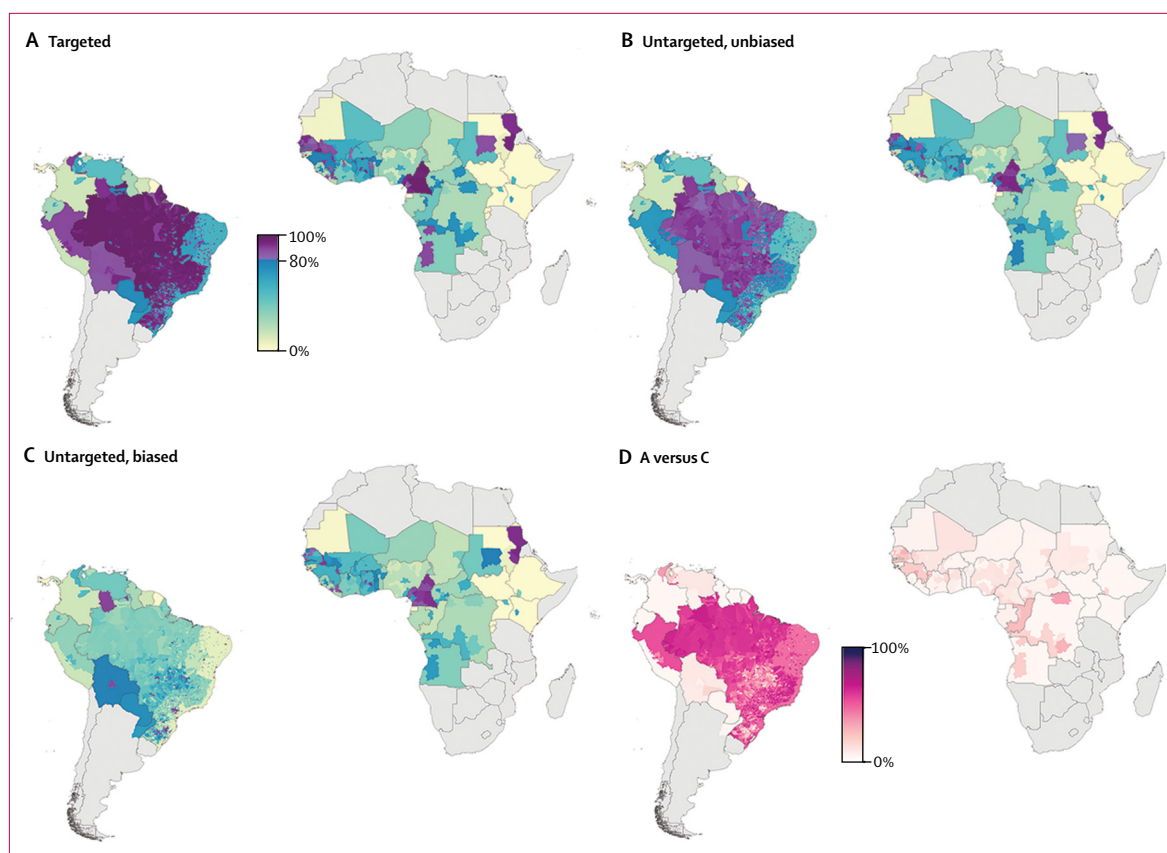 A Targeted
B Untargeted, unbiased
100%
80%
0%
C Untargeted, biased
D A versus C
100%
0%